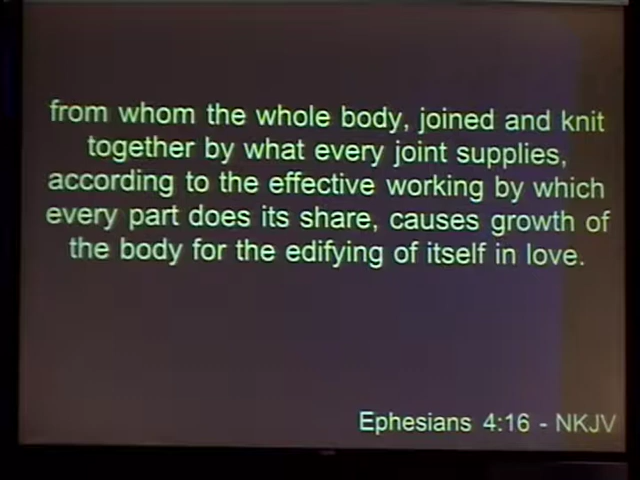 from whom the whole body, joined and knit
together by what every joint supplies,
according to the effective working by which
every part does its share, causes growth of
the body for the edifying of itself in love.
Ephesians 4:16 - NKJV